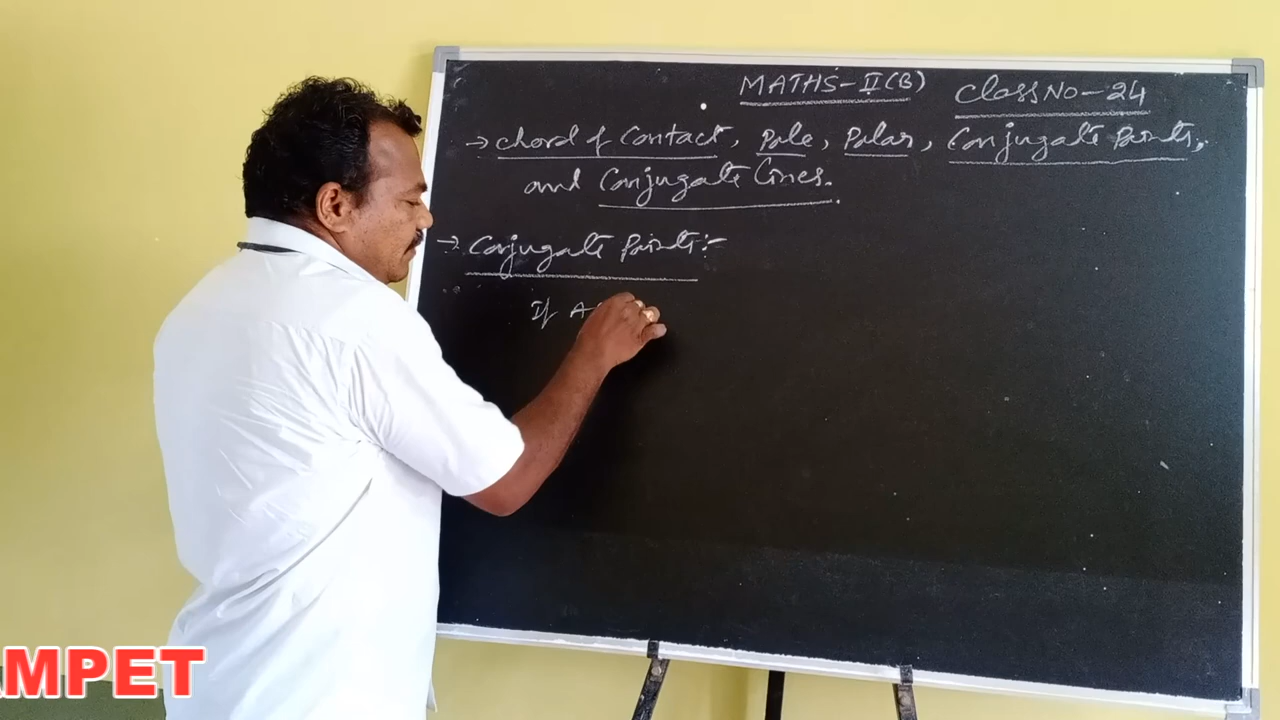 MATHS-II(B) Class No-24
→ Chord of Contact, Pole, Polar, Conjugate Points,
and Conjugate Lines.
→ Conjugate Points:-
If A
MPET